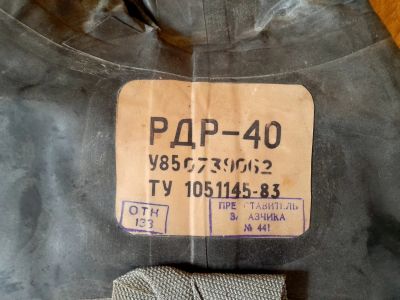 РДР-40
У850739062
ТУ 1051145-83
ОТК
133
ПРЕДСТАВИТЕЛЬ
ЗАКАЗЧИКА
№ 441